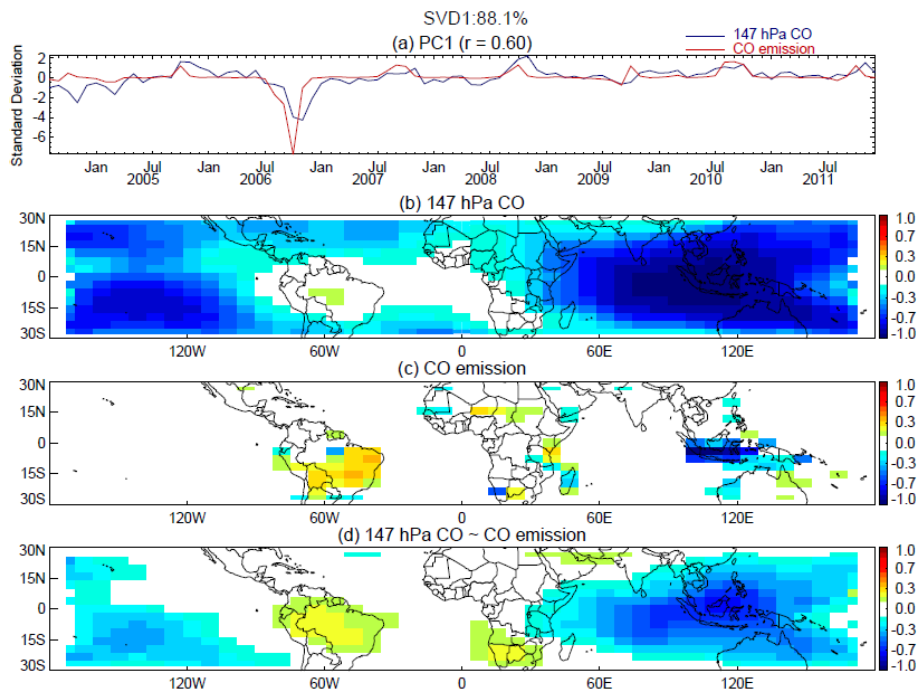 SVD1:88.1%
(a) PC1 (r = 0.60)
147 hPa CO
CO emission
Standard Deviation
2
0
-2
-4
-6
Jan Jul Jan Jul Jan Jul Jan Jul Jan Jul Jan Jul Jan Jul
2005 2006 2007 2008 2009 2010 2011
(b) 147 hPa CO
30N
15N
0
15S
30S
120W 60W 0 60E 120E
1.0
0.7
0.3
0.0
-0.3
-0.7
-1.0
(c) CO emission
30N
15N
0
15S
30S
120W 60W 0 60E 120E
1.0
0.6
0.3
0.0
-0.3
-0.6
-1.0
(d) 147 hPa CO ~ CO emission
30N
15N
0
15S
30S
120W 60W 0 60E 120E
1.0
0.6
0.3
0.0
-0.3
-0.6
-1.0